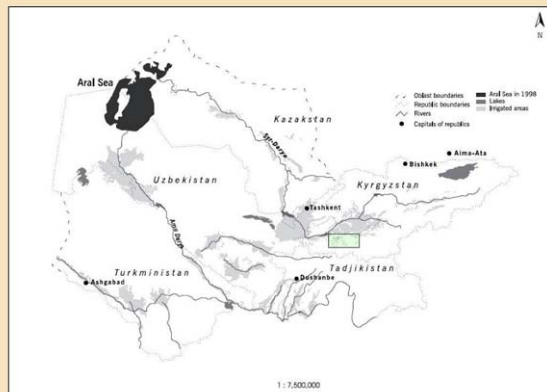 N
Aral Sea
Oblast boundaries
Republic boundaries
Rivers
Capitals of republics
Aral Sea in 1998
Lakes
Irrigated areas
Kazakstan
Syr-Darya
Bishkek
Alma-Ata
Kyrgyzstan
Uzbekistan
Tashkent
Amu Darya
Turkministan
Tadjikistan
Dushanbe
Ashgabad
1 : 7,500,000